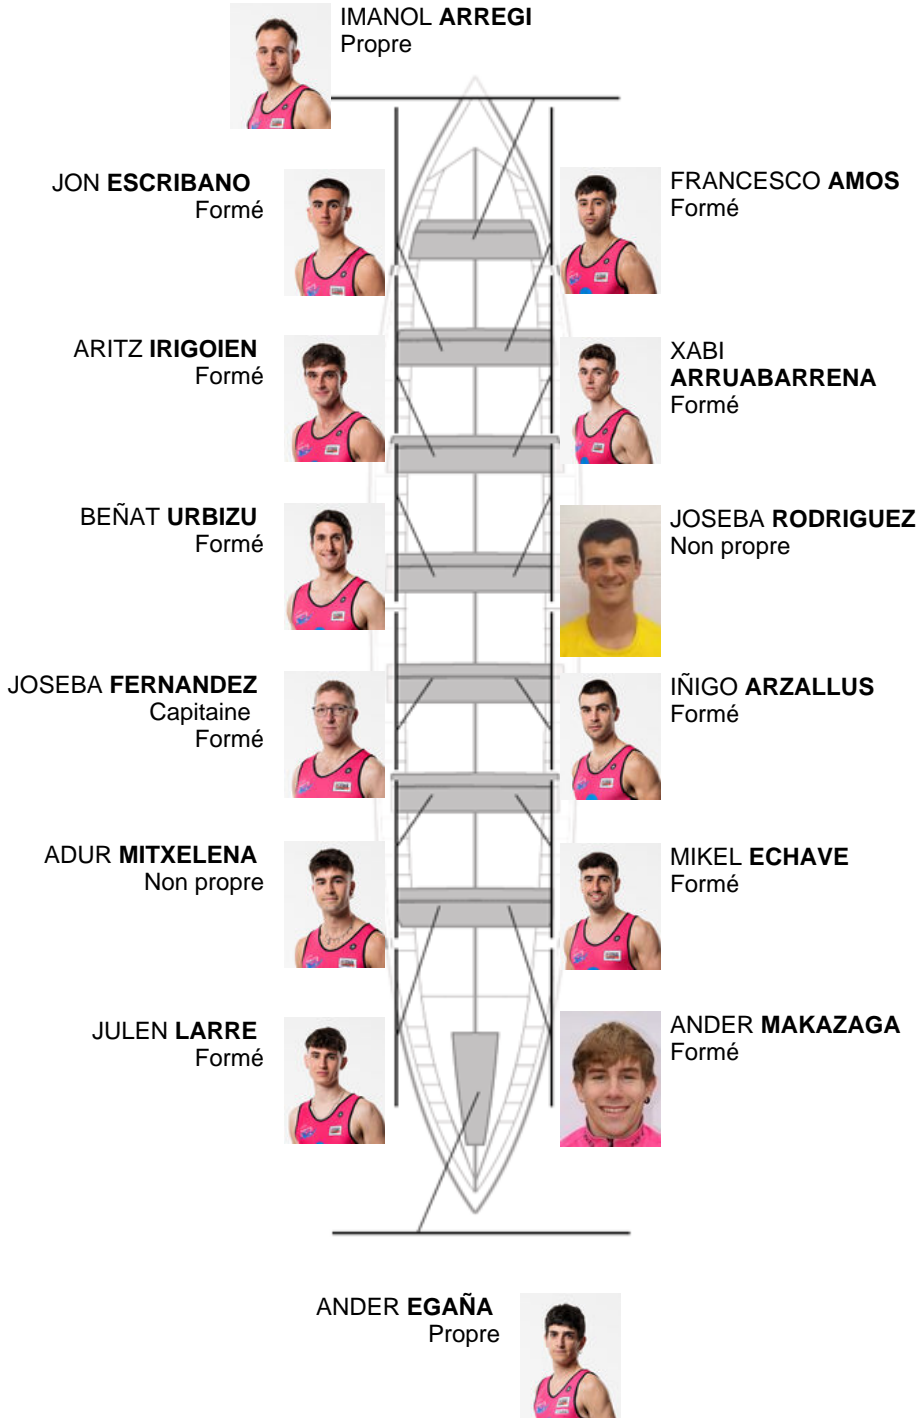 IMANOL ARREGI
Propre
JON ESCRIBANO
Formé
FRANCESCO AMOS
Formé
ARITZ IRIGOIEN
Formé
XABI
ARRUABARRENA
Formé
BEÑAT URBIZU
Formé
JOSEBA RODRIGUEZ
Non propre
JOSEBA FERNANDEZ
Capitaine
Formé
IÑIGO ARZALLUS
Formé
ADUR MITXELENA
Non propre
MIKEL ECHAVE
Formé
JULEN LARRE
Formé
ANDER MAKAZAGA
Formé
ANDER EGAÑA
Propre